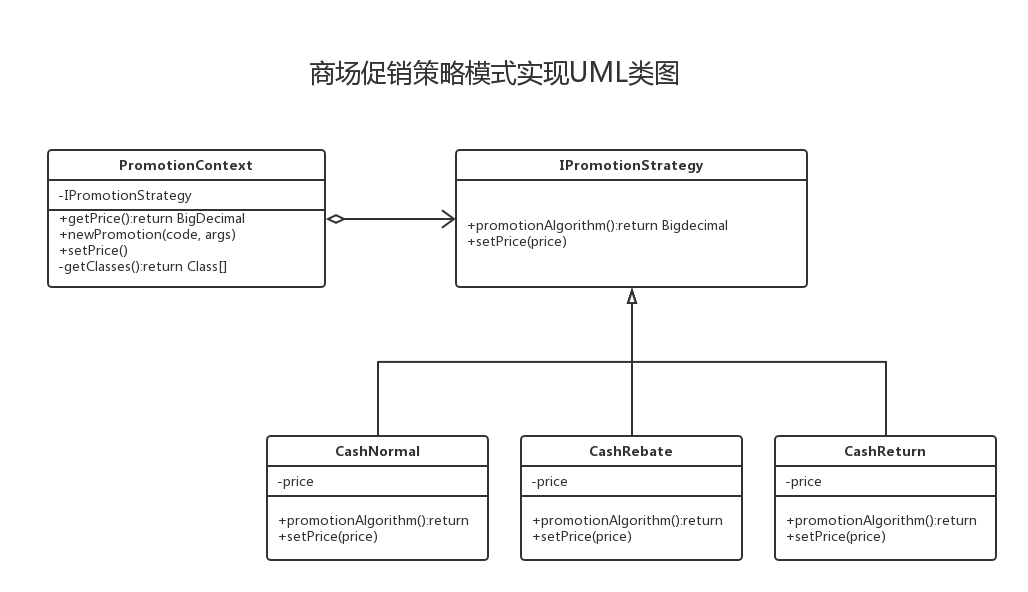 商场促销策略模式实现UML类图
PromotionContext
-IPromotionStrategy
+getPrice():return BigDecimal
+newPromotion(code, args)
+setPrice()
-getClasses():return Class[]
IPromotionStrategy
+promotionAlgorithm():return Bigdecimal
+setPrice(price)
CashNormal
-price
+promotionAlgorithm():return
+setPrice(price)
CashRebate
-price
+promotionAlgorithm():return
+setPrice(price)
CashReturn
-price
+promotionAlgorithm():return
+setPrice(price)